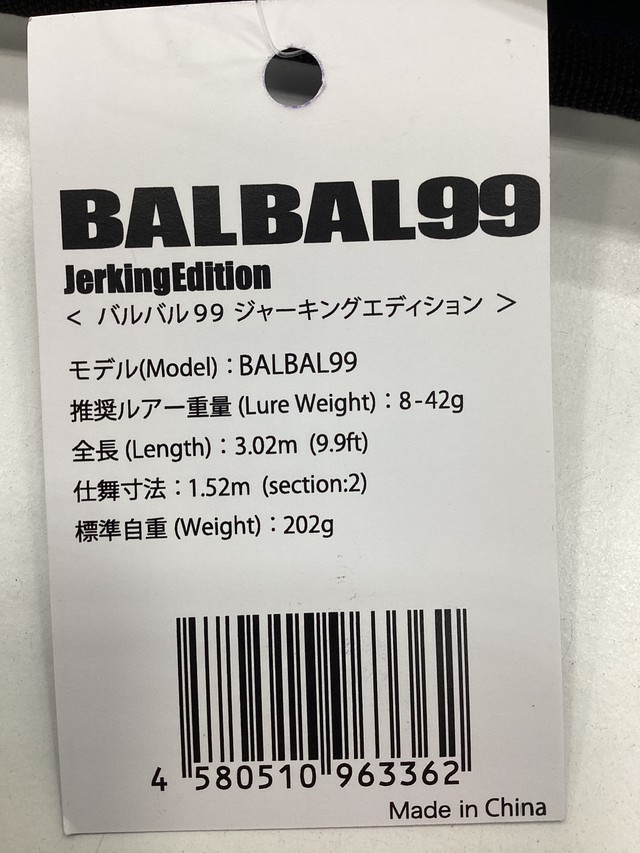 BALBAL99
JerkingEdition
< バルバル99 ジャーキングエディション >
モデル(Model)：BALBAL99
推奨ルアー重量 (Lure Weight)：8-42g
全長 (Length)：3.02m (9.9ft)
仕舞寸法：1.52m (section:2)
標準自重 (Weight)：202g
4 580510 963362
Made in China